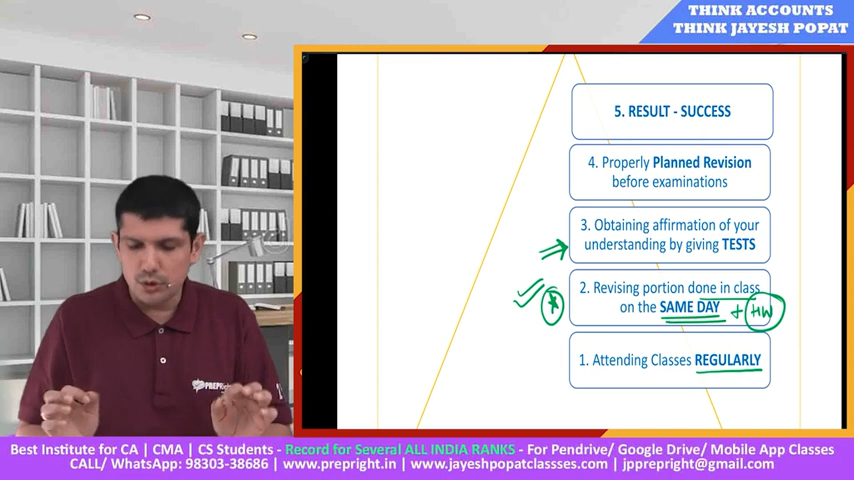 THINK ACCOUNTS
THINK JAYESH POPAT
5. RESULT - SUCCESS
4. Properly Planned Revision
before examinations
3. Obtaining affirmation of your
understanding by giving TESTS
2. Revising portion done in class
on the SAME DAY + HW
1. Attending Classes REGULARLY
Best Institute for CA | CMA | CS Students - Record for Several ALL INDIA RANKS - For Pendrive/ Google Drive/ Mobile App Classes
CALL/ WhatsApp: 98303-38686 | www.prepright.in | www.jayeshpopatclassses.com | jpprepright@gmail.com